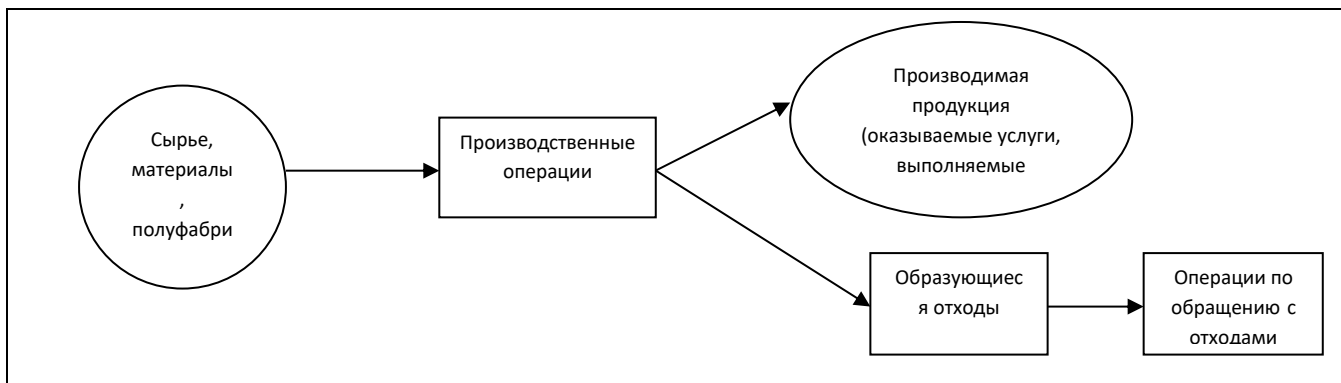 Сырье,
материалы
,
полуфабри
Производственные
операции
Производимая
продукция
(оказываемые услуги,
выполняемые
Образующиес
я отходы
Операции по
обращению с
отходами